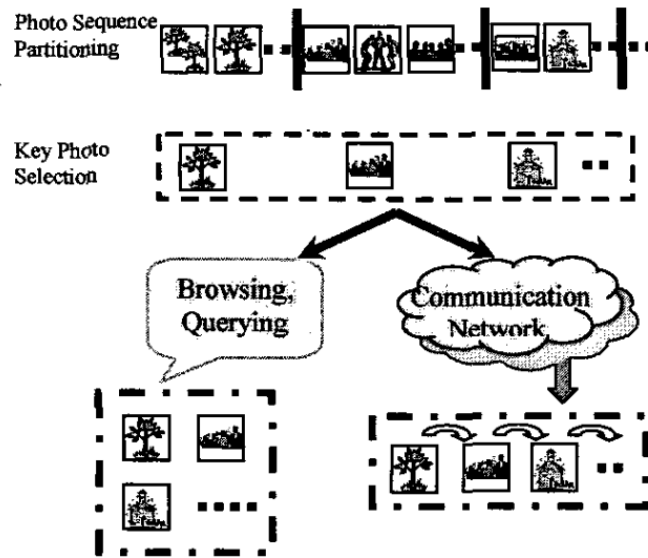 Photo Sequence
Partitioning
Key Photo
Selection
Browsing,
Querying
Communication
Network